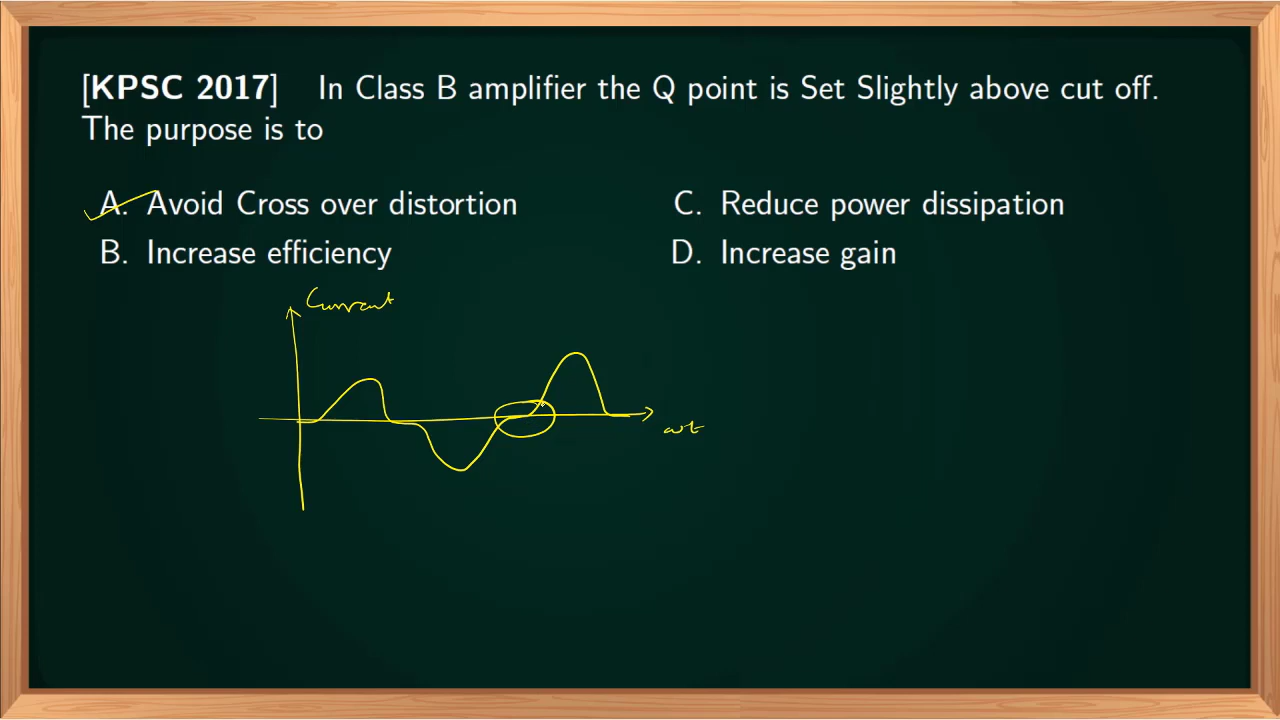 [KPSC 2017] In Class B amplifier the Q point is Set Slightly above cut off.
The purpose is to
A. Avoid Cross over distortion
C. Reduce power dissipation
B. Increase efficiency
D. Increase gain
Current
ωt